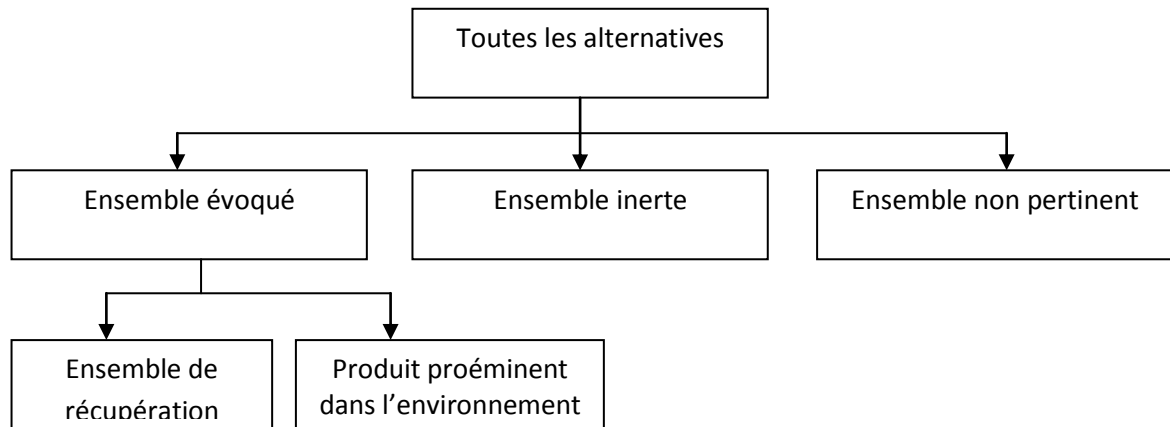 Toutes les alternatives
Ensemble évoqué
Ensemble inerte
Ensemble non pertinent
Ensemble de
récupération
Produit proéminent
dans l’environnement